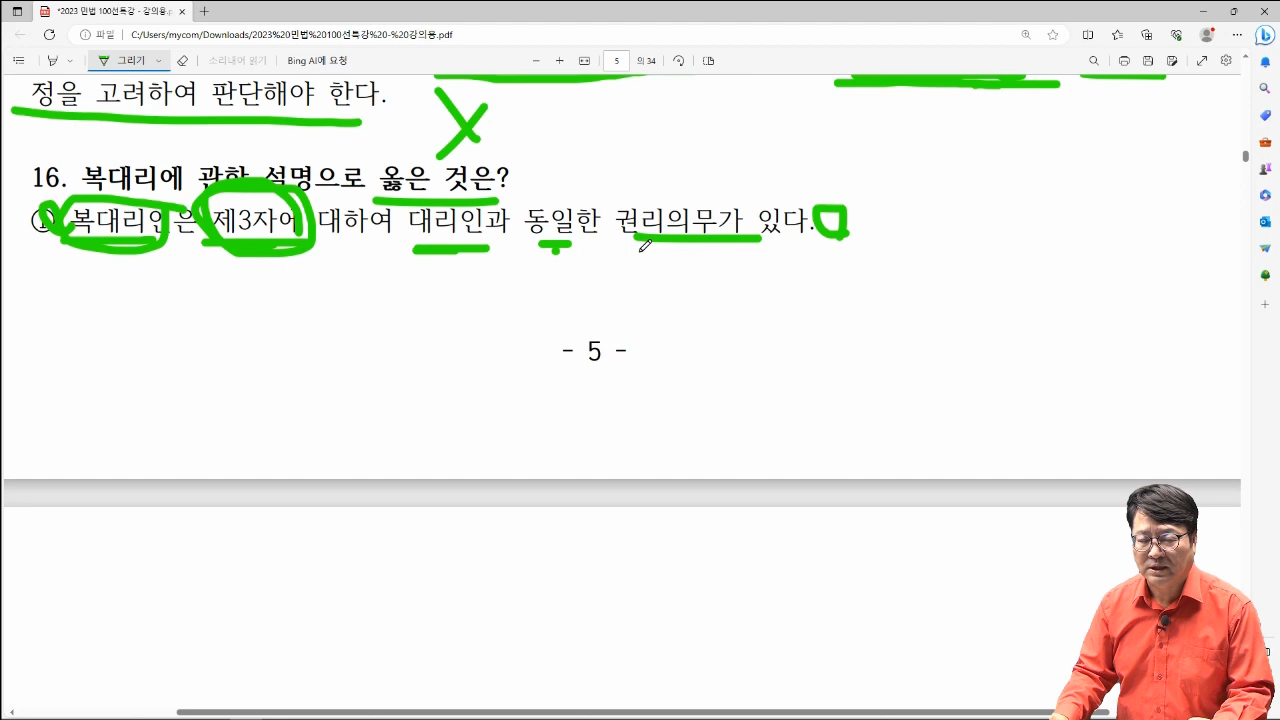 *2023 민법 100선특강 - 강의용.p
파일 C:/Users/mycom/Downloads/2023%20민법%20100선특강%20-%20강의용.pdf
그리기 소리내어 읽기 Bing AI에 요청 5 의 34
정을 고려하여 판단해야 한다.
16. 복대리에 관한 설명으로 옳은 것은?
① 복대리인은 제3자에 대하여 대리인과 동일한 권리의무가 있다.
- 5 -